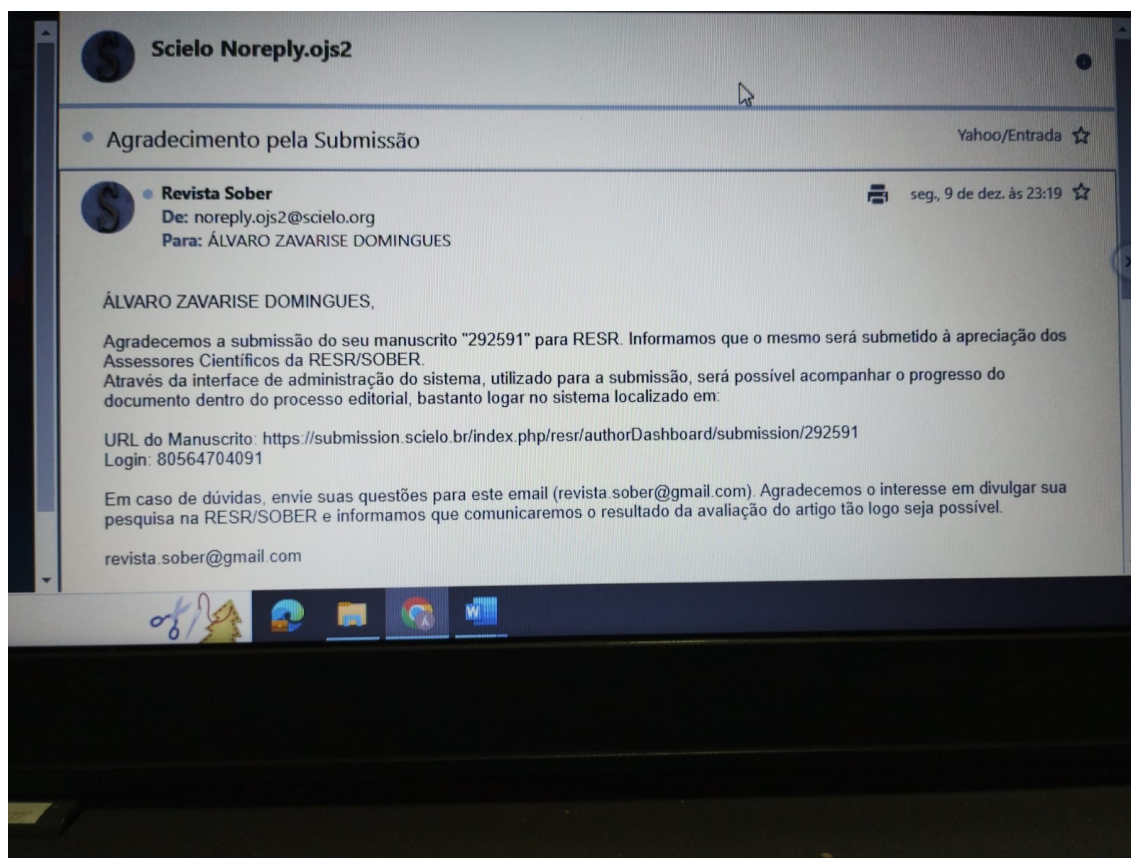 Scielo Noreply.ojs2
Agradecimento pela Submissão
Yahoo/Entrada
Revista Sober
seg., 9 de dez. às 23:19
De: noreply.ojs2@scielo.org
Para: ÁLVARO ZAVARISE DOMINGUES
ÁLVARO ZAVARISE DOMINGUES,
Agradecemos a submissão do seu manuscrito "292591" para RESR. Informamos que o mesmo será submetido à apreciação dos
Assessores Científicos da RESR/SOBER.
Através da interface de administração do sistema, utilizado para a submissão, será possível acompanhar o progresso do
documento dentro do processo editorial, bastanto logar no sistema localizado em:
URL do Manuscrito: https://submission.scielo.br/index.php/resr/authorDashboard/submission/292591
Login: 80564704091
Em caso de dúvidas, envie suas questões para este email (revista.sober@gmail.com). Agradecemos o interesse em divulgar sua
pesquisa na RESR/SOBER e informamos que comunicaremos o resultado da avaliação do artigo tão logo seja possível.
revista.sober@gmail.com